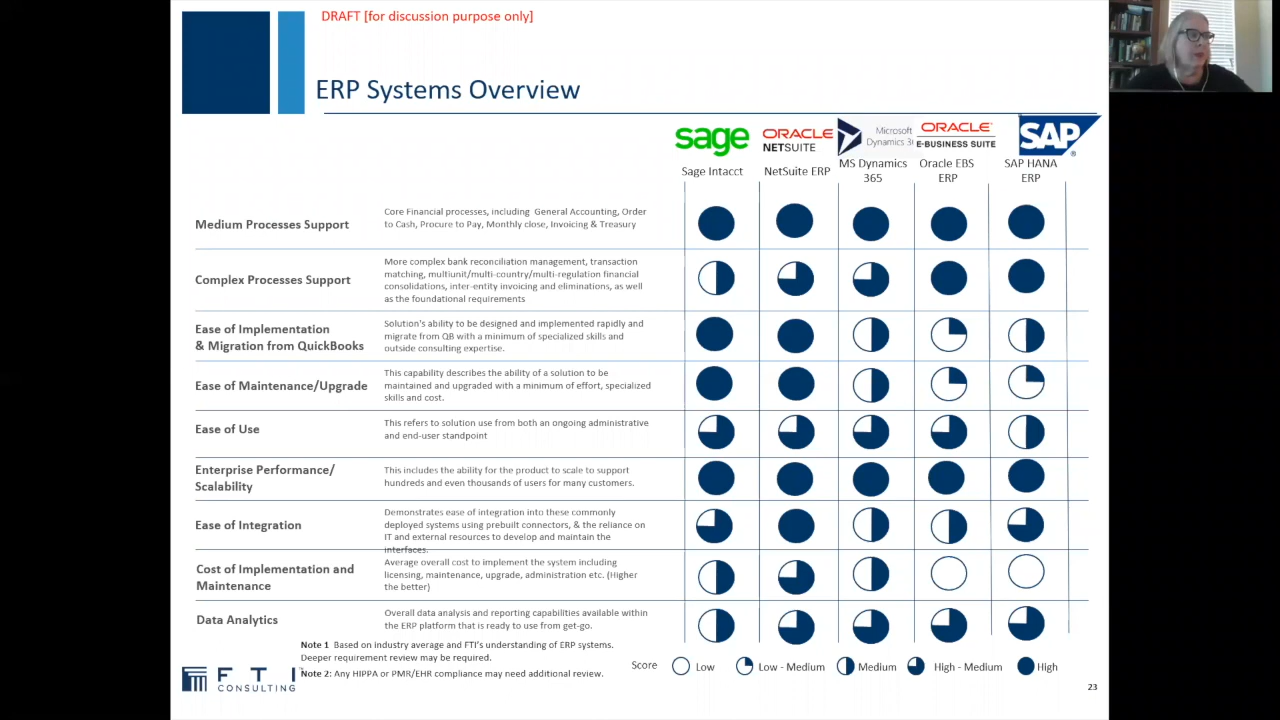 DRAFT [for discussion purpose only]
ERP Systems Overview
sage
ORACLE
NETSUITE
Microsoft
Dynamics 3
ORACLE
E-BUSINESS SUITE
SAP
®
Sage Intacct
NetSuite ERP
MS Dynamics
365
Oracle EBS
ERP
SAP HANA
ERP
Medium Processes Support
Core Financial processes, including General Accounting, Order
to Cash, Procure to Pay, Monthly close, Invoicing & Treasury
Complex Processes Support
More complex bank reconciliation management, transaction
matching, multiunit/multi-country/multi-regulation financial
consolidations, inter-entity invoicing and eliminations, as well
as the foundational requirements
Ease of Implementation
& Migration from QuickBooks
Solution's ability to be designed and implemented rapidly and
migrate from QB with a minimum of specialized skills and
outside consulting expertise.
Ease of Maintenance/Upgrade
This capability describes the ability of a solution to be
maintained and upgraded with a minimum of effort, specialized
skills and cost.
Ease of Use
This refers to solution use from both an ongoing administrative
and end-user standpoint
Enterprise Performance/
Scalability
This includes the ability for the product to scale to support
hundreds and even thousands of users for many customers.
Ease of Integration
Demonstrates ease of integration into these commonly
deployed systems using prebuilt connectors, & the reliance on
IT and external resources to develop and maintain the
interfaces.
Cost of Implementation and
Maintenance
Average overall cost to implement the system including
licensing, maintenance, upgrade, administration etc. (Higher
the better)
Data Analytics
Overall data analysis and reporting capabilities available within
the ERP platform that is ready to use from get-go.
Note 1 Based on industry average and FTI's understanding of ERP systems.
Deeper requirement review may be required.
Note 2: Any HIPPA or PMR/EHR compliance may need additional review.
Score
Low
Low - Medium
Medium
High - Medium
High
F T I
CONSULTING
23